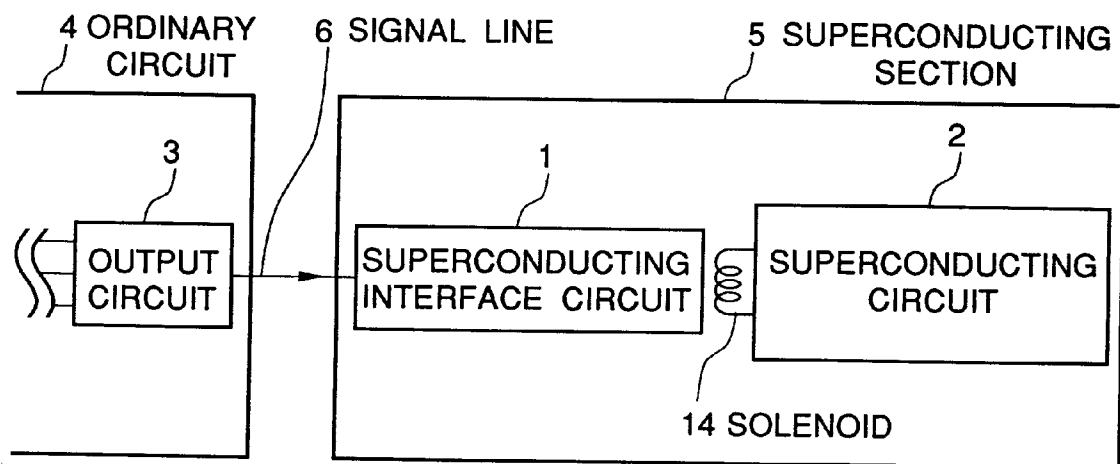 4 ORDINARY
CIRCUIT
6 SIGNAL LINE
5 SUPERCONDUCTING
SECTION
3
1
2
OUTPUT
CIRCUIT
SUPERCONDUCTING
INTERFACE CIRCUIT
SUPERCONDUCTING
CIRCUIT
14 SOLENOID